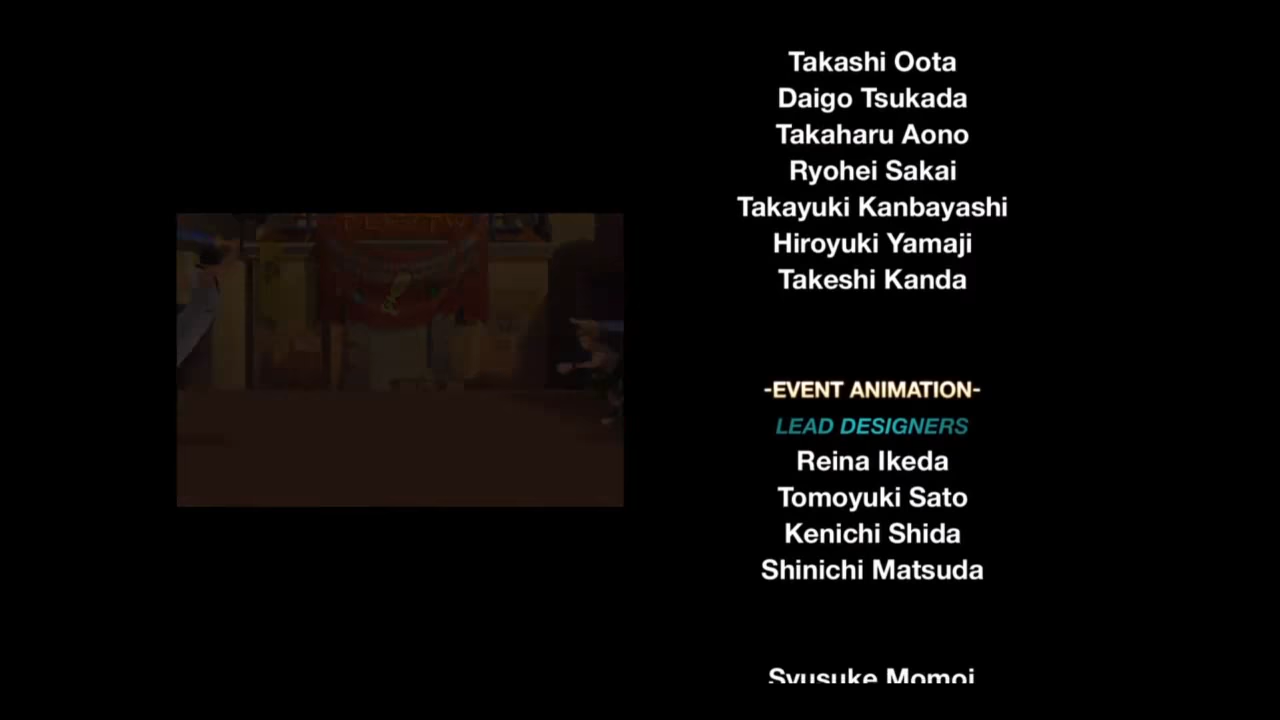 Takashi Oota
Daigo Tsukada
Takaharu Aono
Ryohei Sakai
Takayuki Kanbayashi
Hiroyuki Yamaji
Takeshi Kanda
-EVENT ANIMATION-
LEAD DESIGNERS
Reina Ikeda
Tomoyuki Sato
Kenichi Shida
Shinichi Matsuda
Syusuke Momoi